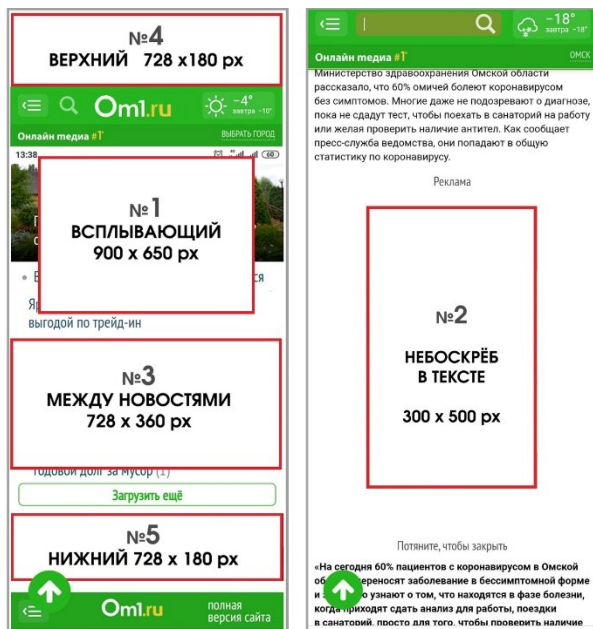 №4
ВЕРХНИЙ 728 x180 px
Om1.ru
-4°
завтра -10°
Онлайн медиа #1
ВЫБРАТЬ ГОРОД
13:38
60
№1
ВСПЛЫВАЮЩИЙ
900 x 650 px
выгодой по трейд-ин
№3
МЕЖДУ НОВОСТЯМИ
728 x 360 px
годовой долг за мусор (1)
Загрузить ещё
№5
НИЖНИЙ 728 x 180 px
Om1.ru
полная
версия сайта
-18°
завтра -18°
Онлайн медиа #1
ОМСК
Министерство здравоохранения Омской области
рассказало, что 60% омичей болеют коронавирусом
без симптомов. Многие даже не подозревают о диагнозе,
пока не сдадут тест, чтобы поехать в санаторий на работу
или желая проверить наличие антител. Как сообщает
пресс-служба ведомства, они попадают в общую
статистику по коронавирусу.
Реклама
№2
НЕБОСКРЁБ
В ТЕКСТЕ
300 x 500 px
Потяните, чтобы закрыть
«На сегодня 60% пациентов с коронавирусом в Омской
переносят заболевание в бессимптомной форме
и узнают о том, что находятся в фазе болезни,
когда приходят сдать анализ для работы, поездки
в санаторий, просто для того, чтобы проверить наличие